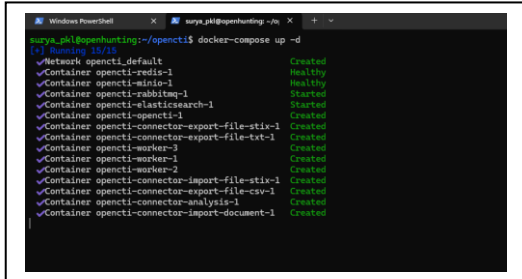 Windows PowerShell
surya_pkl@openhunting: ~/op
surya_pkl@openhunting:~/opencti$ docker-compose up -d
[+] Running 15/15
✔Network opencti_default Created
✔Container opencti-redis-1 Healthy
✔Container opencti-minio-1 Healthy
✔Container opencti-rabbitmq-1 Started
✔Container opencti-elasticsearch-1 Started
✔Container opencti-opencti-1 Created
✔Container opencti-connector-export-file-stix-1 Created
✔Container opencti-connector-export-file-txt-1 Created
✔Container opencti-worker-3 Created
✔Container opencti-worker-1 Created
✔Container opencti-worker-2 Created
✔Container opencti-connector-import-file-stix-1 Created
✔Container opencti-connector-export-file-csv-1 Created
✔Container opencti-connector-analysis-1 Created
✔Container opencti-connector-import-document-1 Created